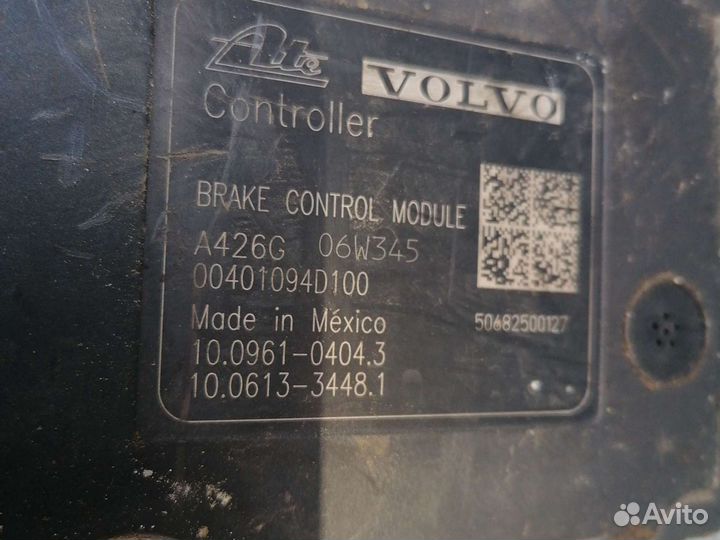 Ate VOLVO
Controller
BRAKE CONTROL MODULE
A426G 06W345
00401094D100
Made in México 50682500127
10.0961-0404.3
10.0613-3448.1
Avito